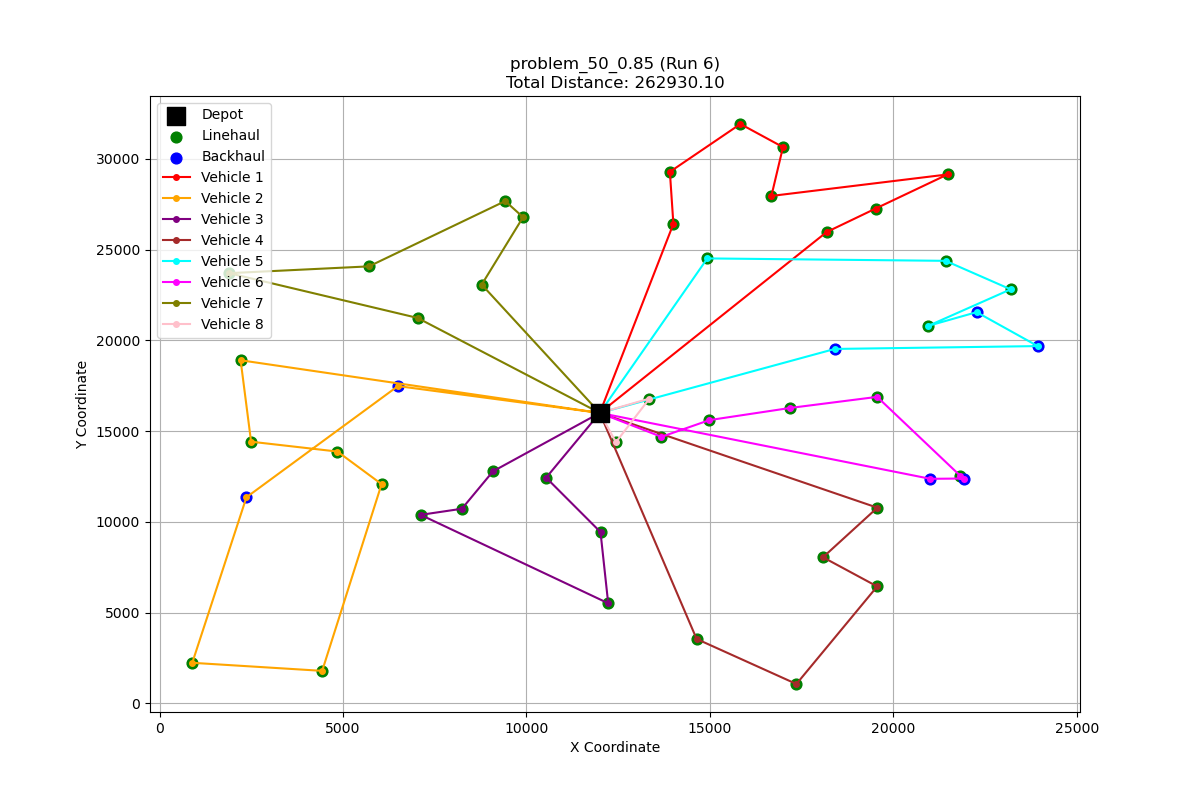 problem_50_0.85 (Run 6)
Total Distance: 262930.10
Depot
Linehaul
Backhaul
Vehicle 1
Vehicle 2
Vehicle 3
Vehicle 4
Vehicle 5
Vehicle 6
Vehicle 7
Vehicle 8
30000
25000
20000
15000
10000
5000
0
Y Coordinate
0 5000 10000 15000 20000 25000
X Coordinate